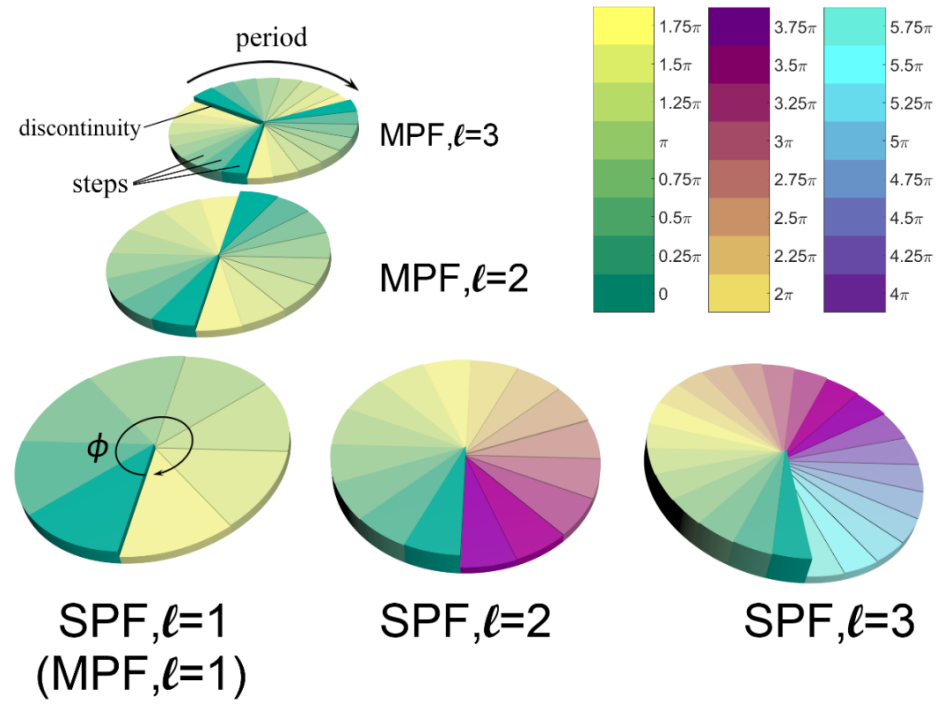 period
discontinuity
steps
MPF,ℓ=3
MPF,ℓ=2
ϕ
SPF,ℓ=1
(MPF,ℓ=1)
SPF,ℓ=2
SPF,ℓ=3
1.75π
1.5π
1.25π
π
0.75π
0.5π
0.25π
0
3.75π
3.5π
3.25π
3π
2.75π
2.5π
2.25π
2π
5.75π
5.5π
5.25π
5π
4.75π
4.5π
4.25π
4π